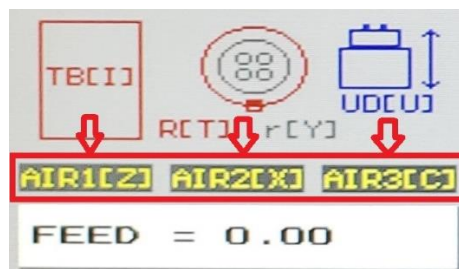 TB[I]
UD[U]
R[T] r[Y]
AIR1[Z] AIR2[X] AIR3[C]
FEED = 0.00